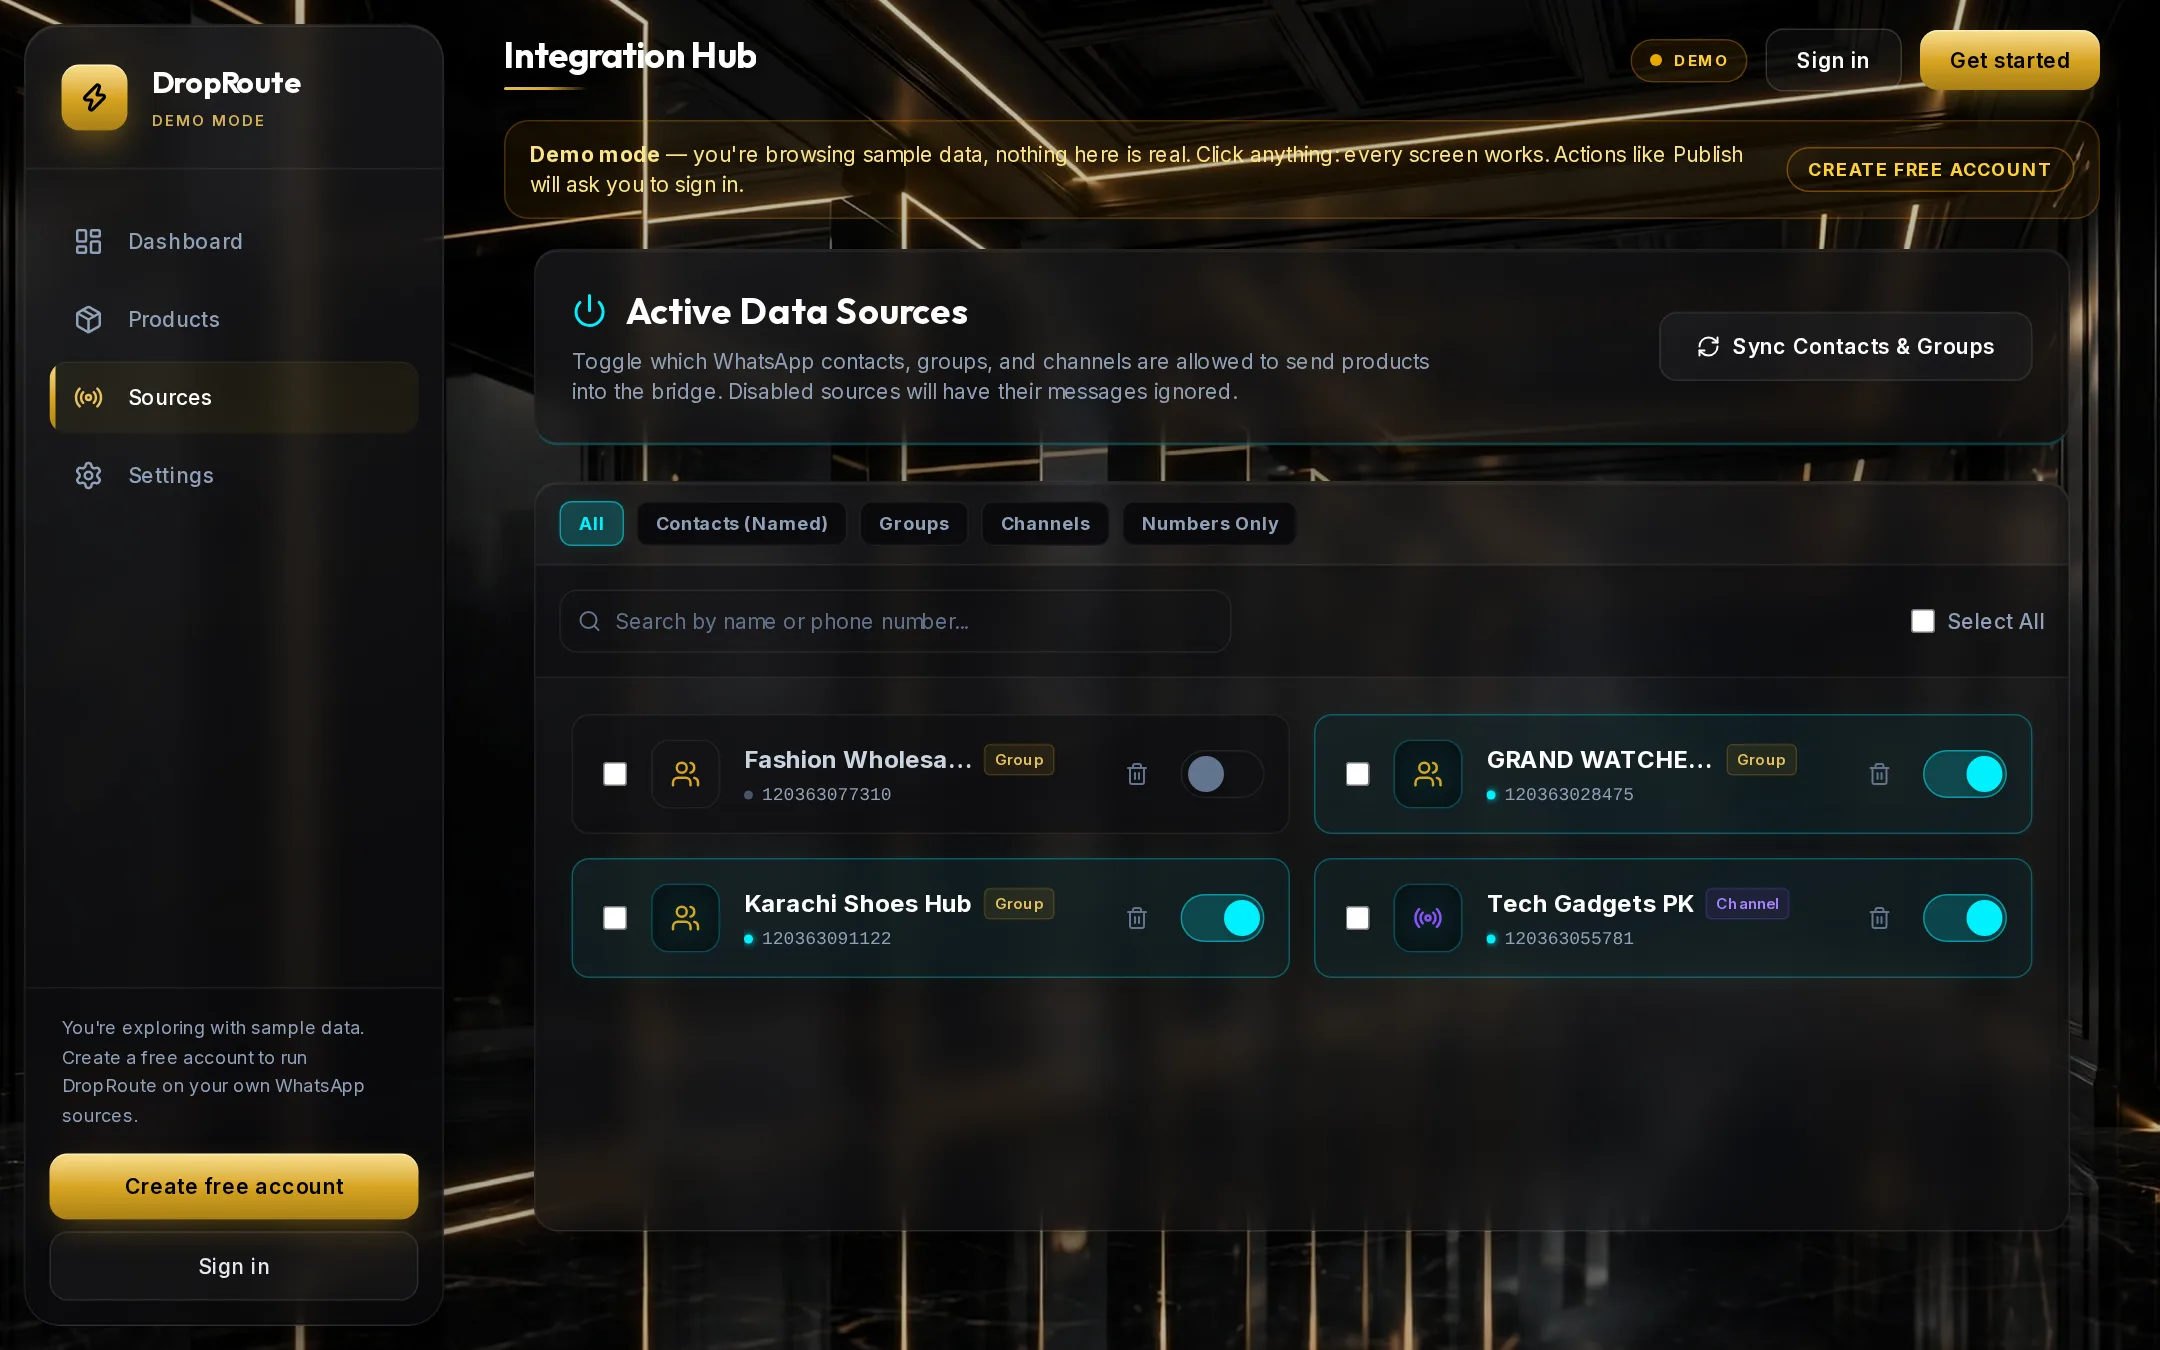 DropRoute
DEMO MODE
Dashboard
Products
Sources
Settings
You're exploring with sample data.
Create a free account to run
DropRoute on your own WhatsApp
sources.
Create free account
Sign in
Integration Hub
DEMO
Sign in
Get started
Demo mode — you're browsing sample data, nothing here is real. Click anything: every screen works. Actions like Publish
will ask you to sign in.
CREATE FREE ACCOUNT
Active Data Sources
Toggle which WhatsApp contacts, groups, and channels are allowed to send products
into the bridge. Disabled sources will have their messages ignored.
Sync Contacts & Groups
All
Contacts (Named)
Groups
Channels
Numbers Only
Search by name or phone number...
Select All
Fashion Wholesa...
Group
120363077310
GRAND WATCHE...
Group
120363028475
Karachi Shoes Hub
Group
120363091122
Tech Gadgets PK
Channel
120363055781